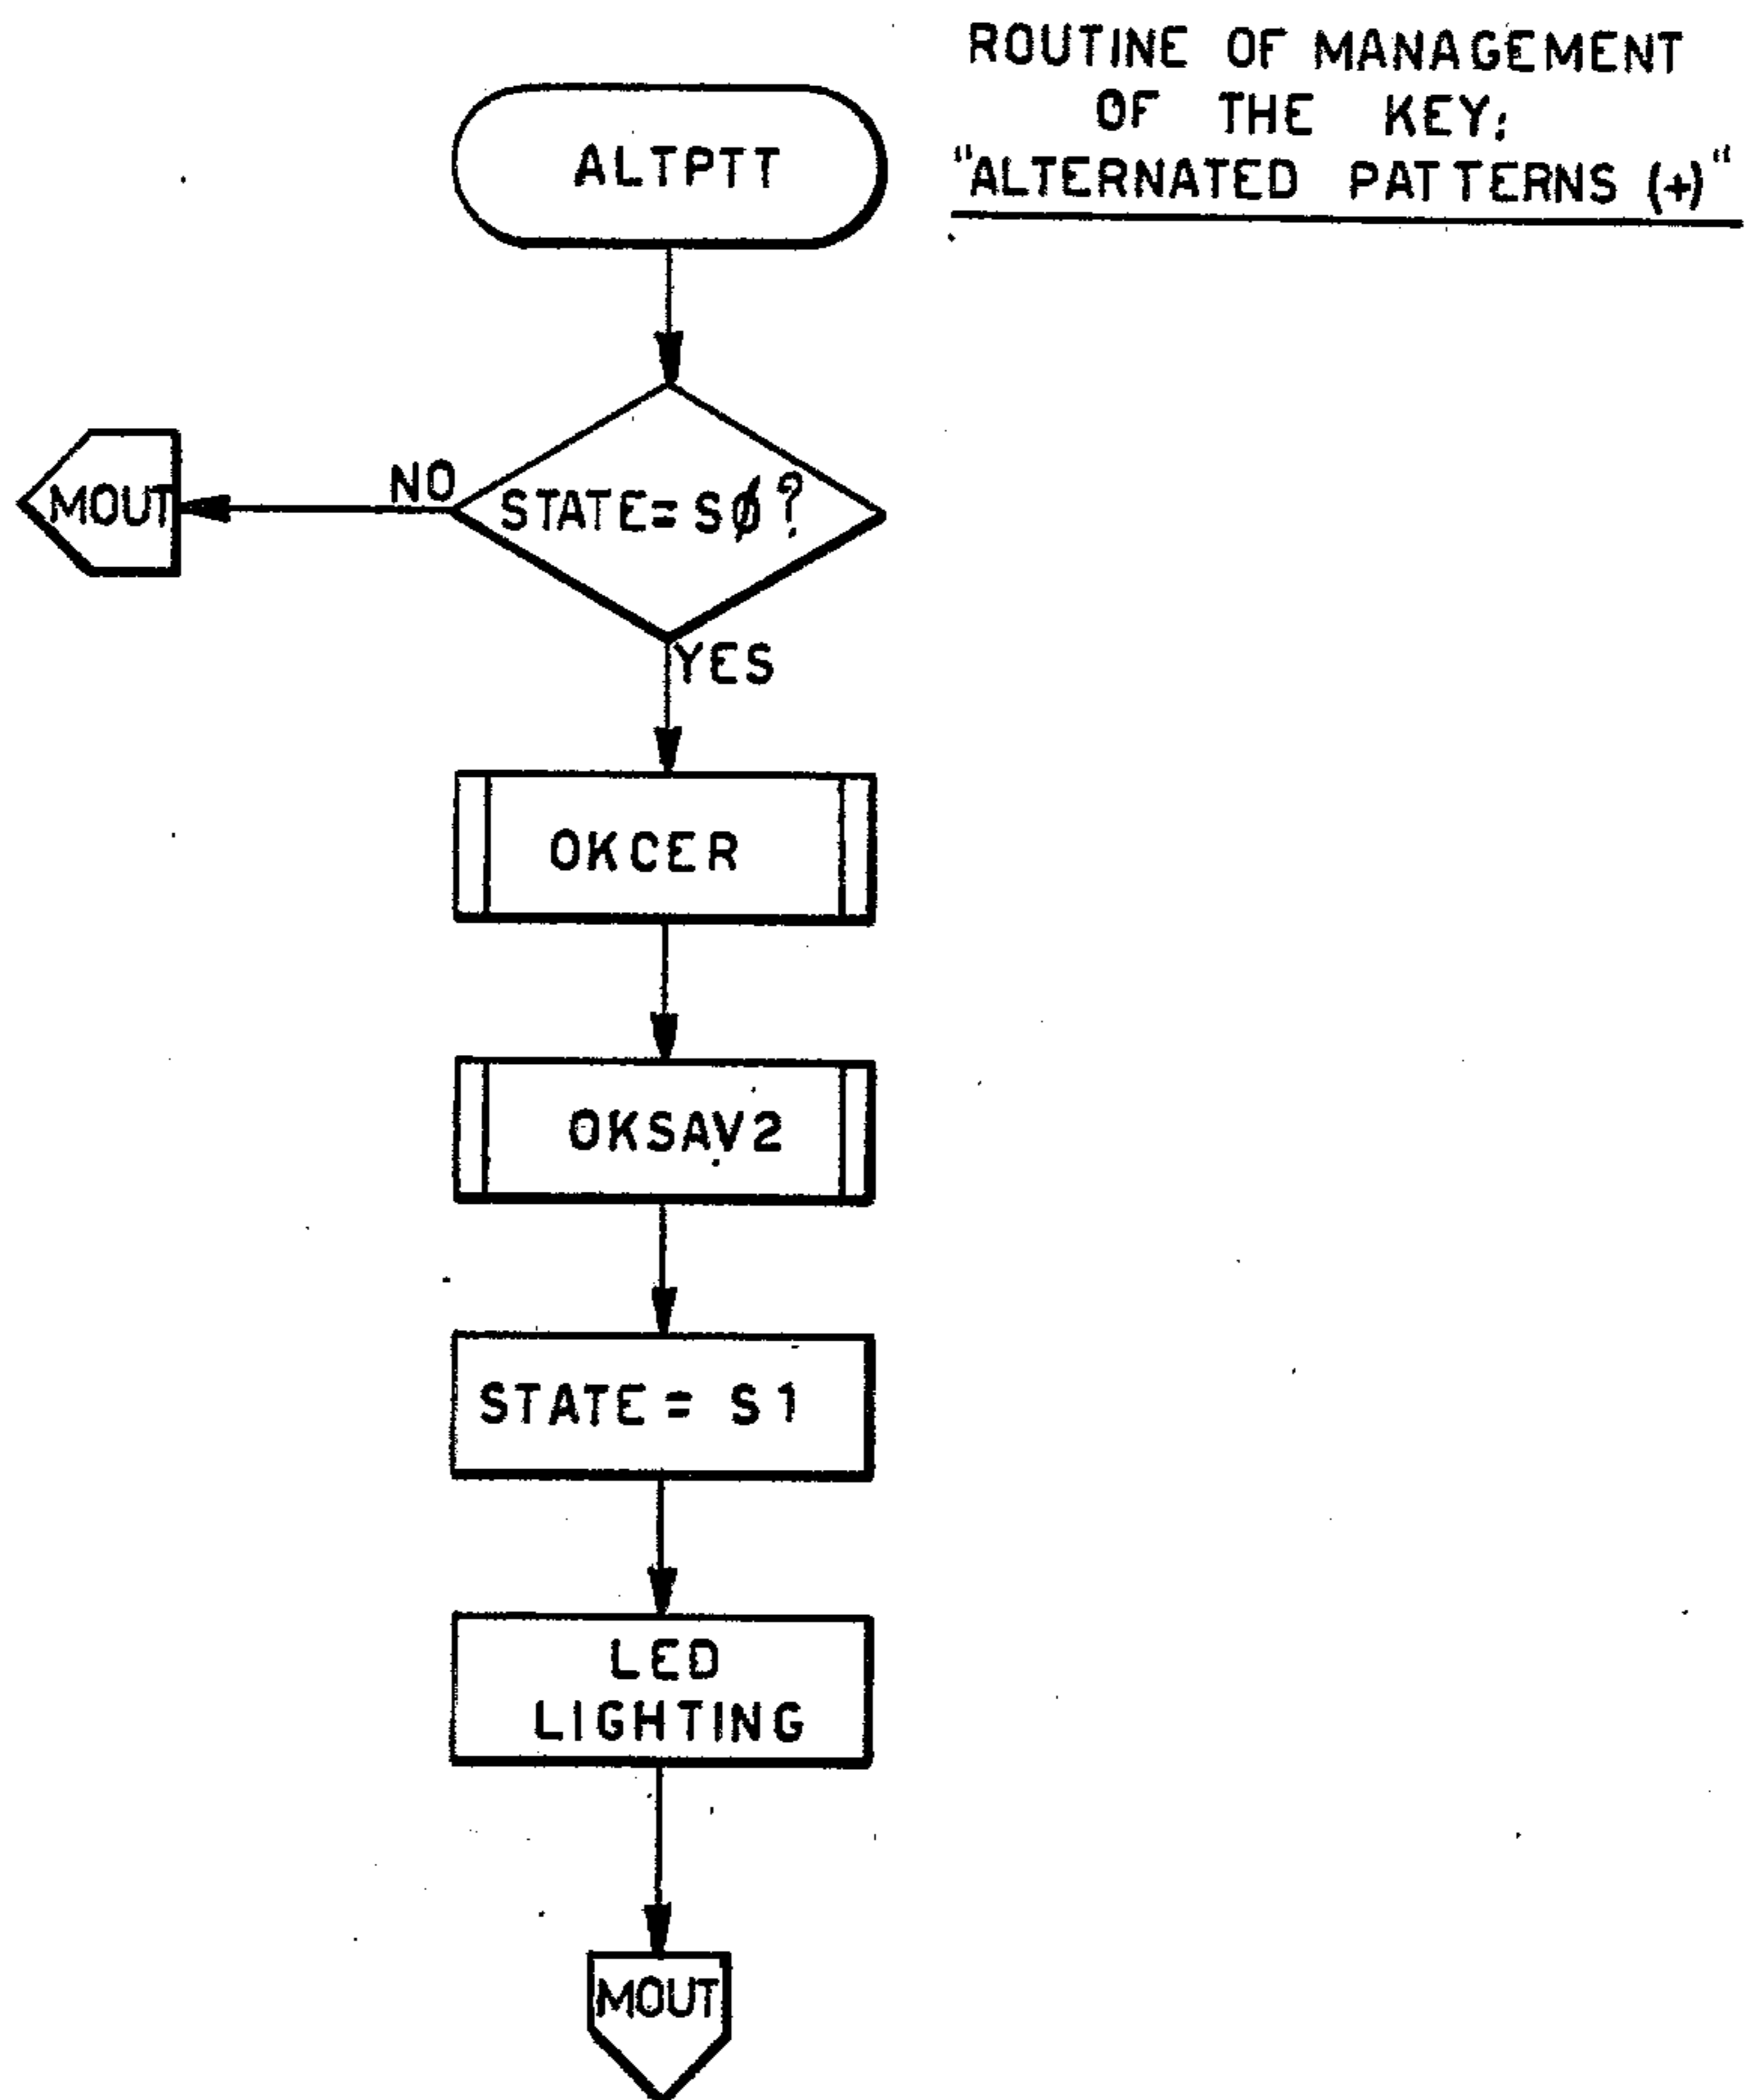 ROUTINE OF MANAGEMENT
OF THE KEY:
"ALTERNATED PATTERNS (+)"
ALTPTT
STATE= SØ?
NO
MOUT
YES
OKCER
OKSAV2
STATE = S1
LED
LIGHTING
MOUT